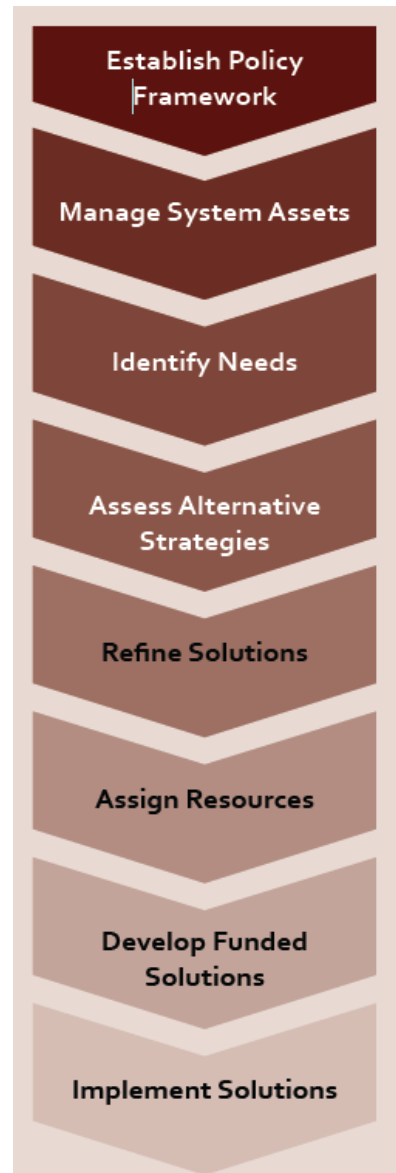 Establish Policy
Framework
Manage System Assets
Identify Needs
Assess Alternative
Strategies
Refine Solutions
Assign Resources
Develop Funded
Solutions
Implement Solutions